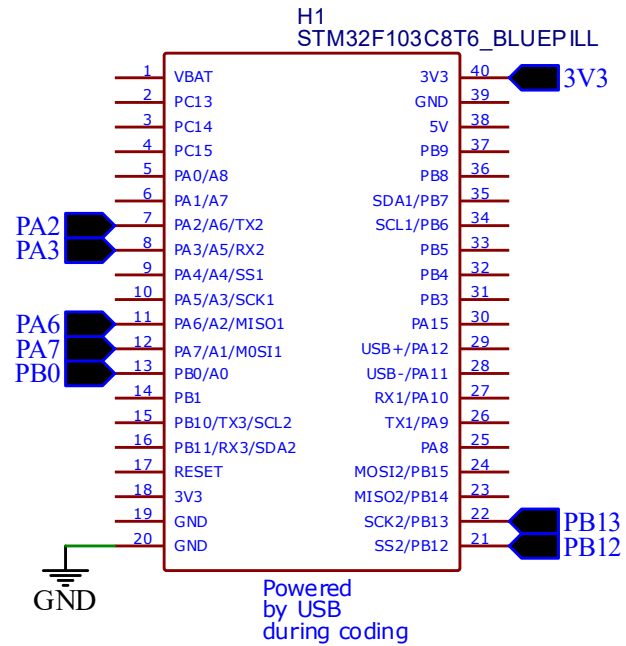 H1
STM32F103C8T6_BLUEPILL
1 VBAT 3V3 40 3V3
2 PC13 GND 39
3 PC14 5V 38
4 PC15 PB9 37
5 PA0/A8 PB8 36
6 PA1/A7 SDA1/PB7 35
PA2 7 PA2/A6/TX2 SCL1/PB6 34
PA3 8 PA3/A5/RX2 PB5 33
9 PA4/A4/SS1 PB4 32
10 PA5/A3/SCK1 PB3 31
PA6 11 PA6/A2/MISO1 PA15 30
PA7 12 PA7/A1/M0SI1 USB+/PA12 29
PB0 13 PB0/A0 USB-/PA11 28
14 PB1 RX1/PA10 27
15 PB10/TX3/SCL2 TX1/PA9 26
16 PB11/RX3/SDA2 PA8 25
17 RESET MOSI2/PB15 24
18 3V3 MISO2/PB14 23
19 GND SCK2/PB13 22 PB13
20 GND SS2/PB12 21 PB12
GND
Powered
by USB
during coding